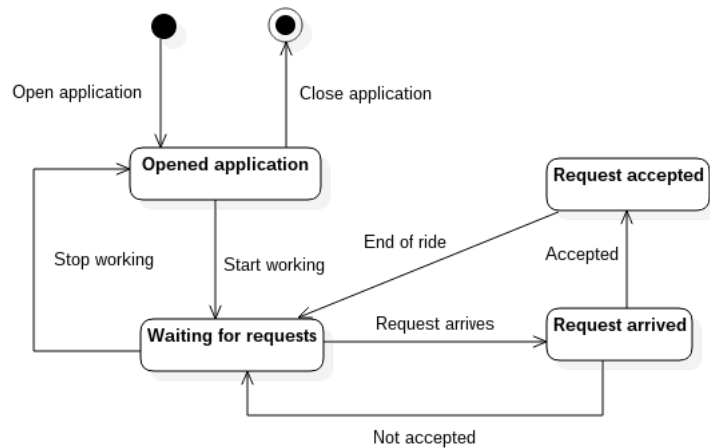 Open application
Close application
Opened application
Request accepted
Stop working
Start working
End of ride
Accepted
Waiting for requests
Request arrives
Request arrived
Not accepted